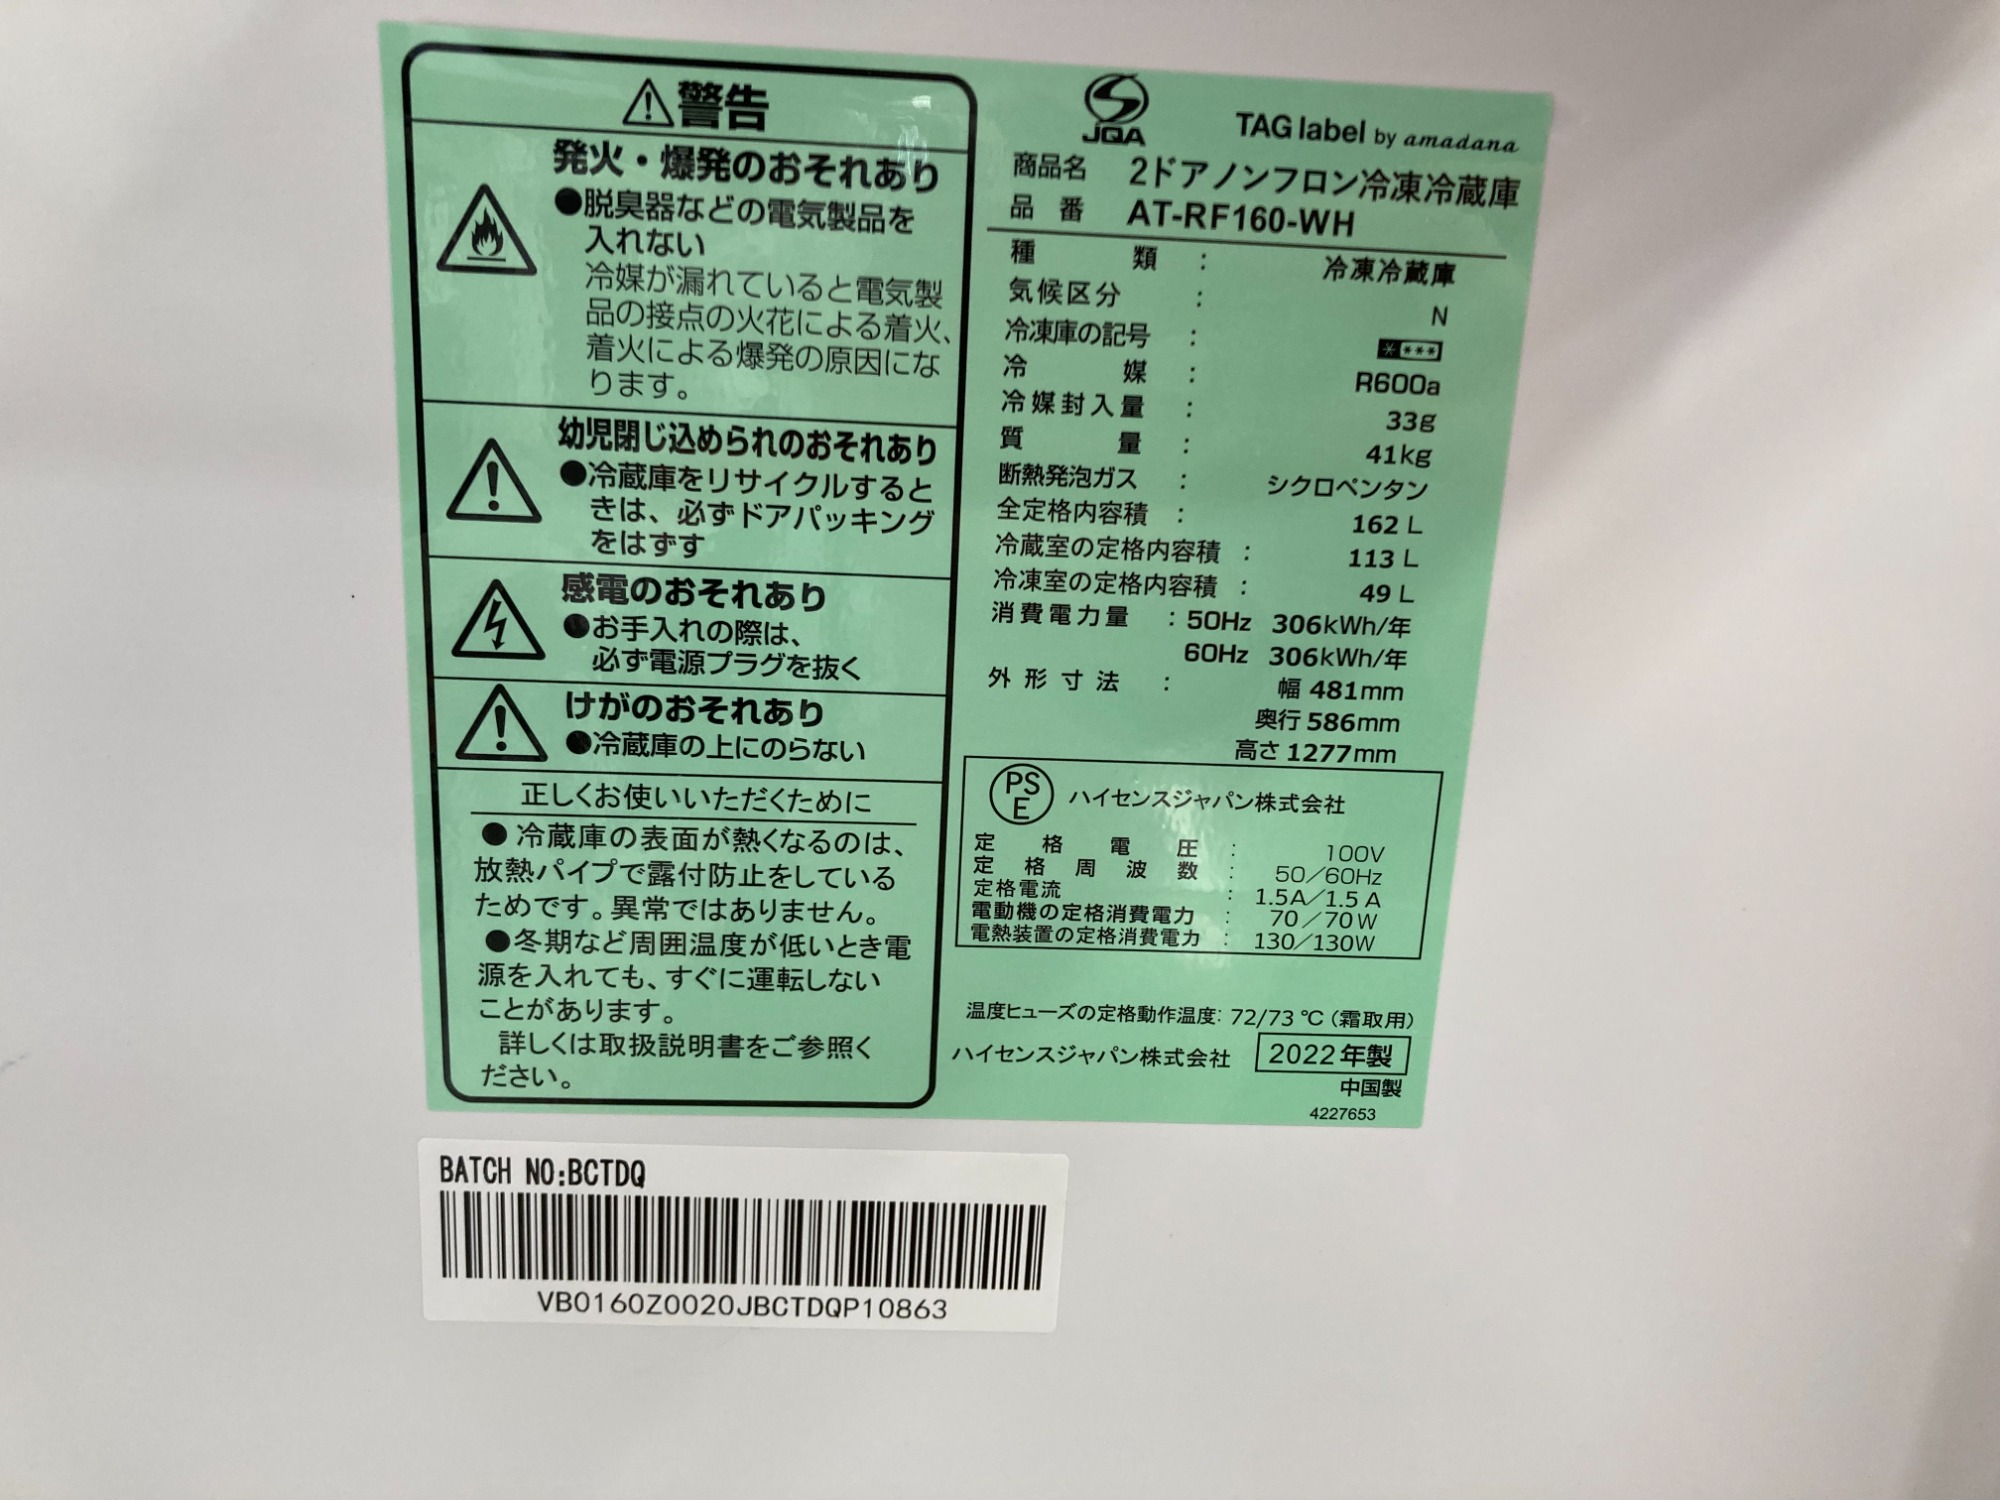 警告
発火・爆発のおそれあり
●脱臭器などの電気製品を
入れない
冷媒が漏れていると電気製
品の接点の火花による着火、
着火による爆発の原因にな
ります。
幼児閉じ込められのおそれあり
●冷蔵庫をリサイクルすると
きは、必ずドアパッキング
をはずす
感電のおそれあり
●お手入れの際は、
必ず電源プラグを抜く
けがのおそれあり
●冷蔵庫の上にのらない
正しくお使いいただくために
●冷蔵庫の表面が熱くなるのは、
放熱パイプで露付防止をしている
ためです。異常ではありません。
●冬期など周囲温度が低いとき電
源を入れても、すぐに運転しない
ことがあります。
詳しくは取扱説明書をご参照く
ださい。
JQA
TAG label by amadana
商品名 2ドアノンフロン冷凍冷蔵庫
品番 AT-RF160-WH
種類 : 冷凍冷蔵庫
気候区分 : N
冷凍庫の記号 : ****
冷媒 : R600a
冷媒封入量 : 33g
質量 : 41kg
断熱発泡ガス : シクロペンタン
全定格内容積 : 162 L
冷蔵室の定格内容積 : 113 L
冷凍室の定格内容積 : 49 L
消費電力量 : 50Hz 306kWh/年
60Hz 306kWh/年
外形寸法 : 幅 481mm
奥行 586mm
高さ 1277mm
PS
E
ハイセンスジャパン株式会社
定格電圧 : 100V
定格周波数 : 50/60Hz
定格電流 : 1.5A/1.5 A
電動機の定格消費電力 : 70/70W
電熱装置の定格消費電力 : 130/130W
温度ヒューズの定格動作温度: 72/73 ℃ (霜取用)
ハイセンスジャパン株式会社 2022年製
中国製
4227653
BATCH NO:BCTDQ
VB0160Z0020JBCTDQP10863